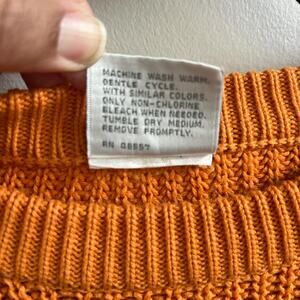 MACHINE WASH WARM.
GENTLE CYCLE.
WITH SIMILAR COLORS.
ONLY NON-CHLORINE
BLEACH WHEN NEEDED.
TUMBLE DRY MEDIUM.
REMOVE PROMPTLY.
RN